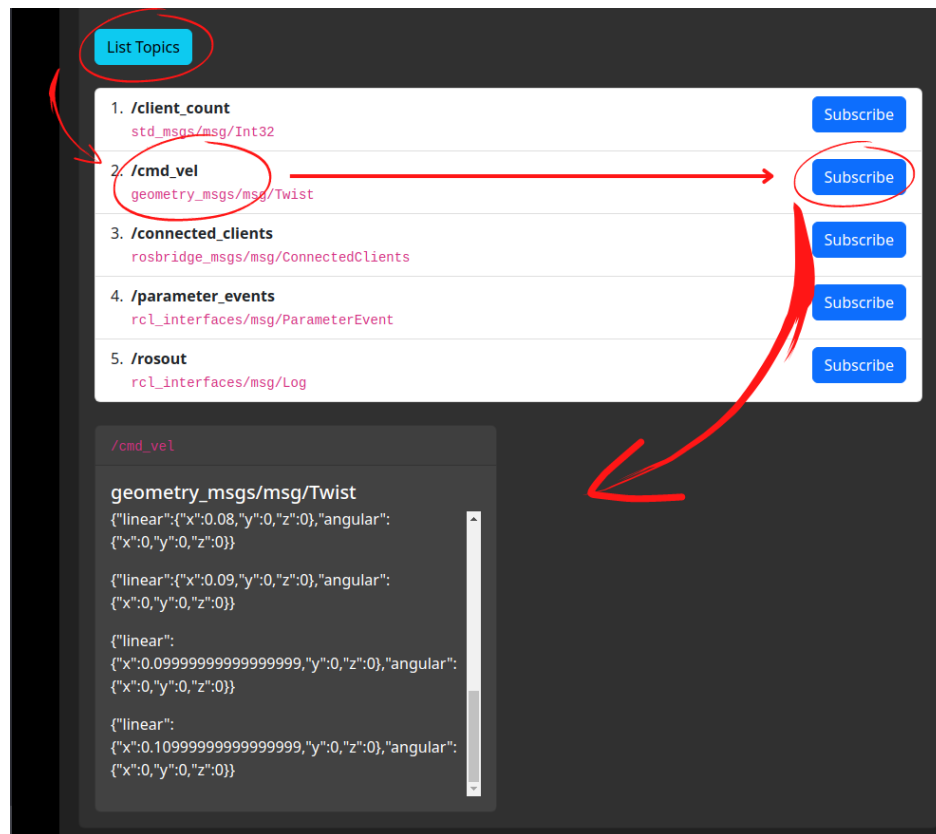 List Topics
1. /client_count
std_msgs/msg/Int32
Subscribe
2. /cmd_vel
geometry_msgs/msg/Twist
Subscribe
3. /connected_clients
rosbridge_msgs/msg/ConnectedClients
Subscribe
4. /parameter_events
rcl_interfaces/msg/ParameterEvent
Subscribe
5. /rosout
rcl_interfaces/msg/Log
Subscribe
/cmd_vel
geometry_msgs/msg/Twist
{"linear":{"x":0.08,"y":0,"z":0},"angular":
{"x":0,"y":0,"z":0}}
{"linear":{"x":0.09,"y":0,"z":0},"angular":
{"x":0,"y":0,"z":0}}
{"linear":
{"x":0.09999999999999999,"y":0,"z":0},"angular":
{"x":0,"y":0,"z":0}}
{"linear":
{"x":0.10999999999999999,"y":0,"z":0},"angular":
{"x":0,"y":0,"z":0}}